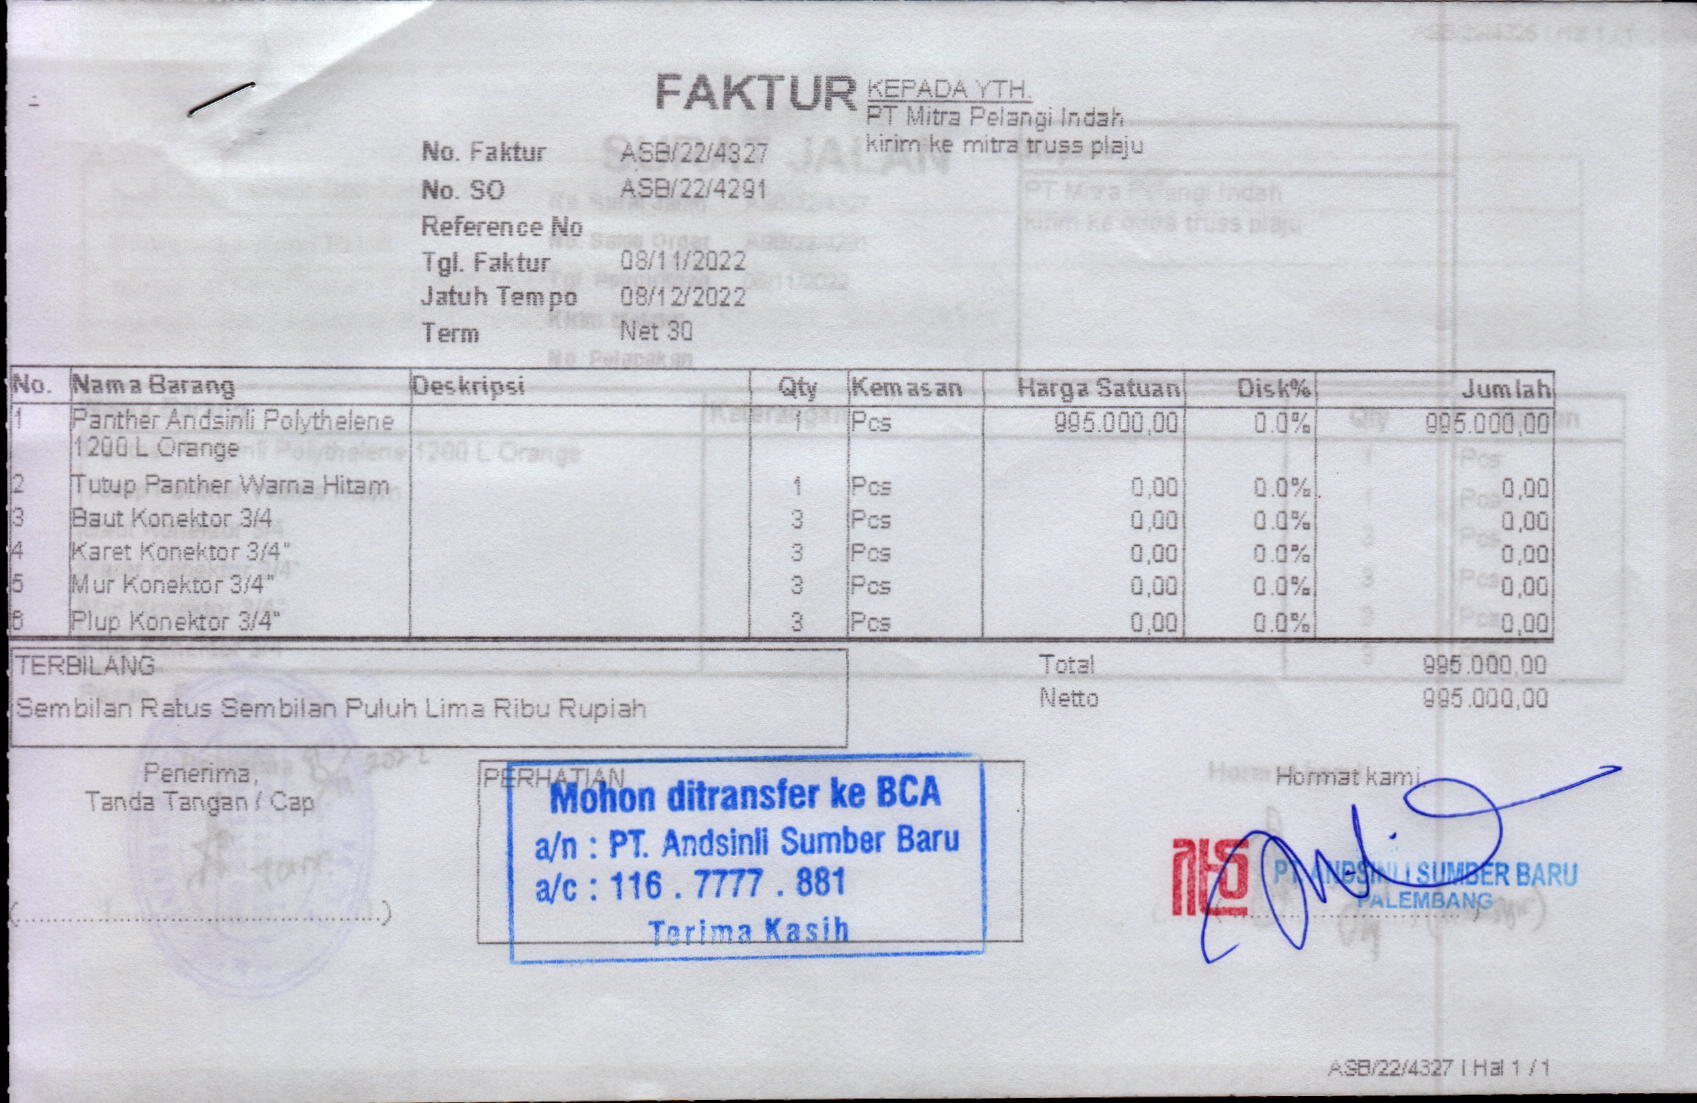 FAKTUR
KEPADA YTH.
PT Mitra Pelangi Indah
kirim ke mitra truss plaju
No. Faktur ASB/22/4327
No. SO ASB/22/4291
Reference No
Tgl. Faktur 08/11/2022
Jatuh Tempo 08/12/2022
Term Net 30
No. Nama Barang Deskripsi Qty Kemasan Harga Satuan Disk% Jumlah
1 Panther Andsinli Polythelene 1 Pcs 995.000,00 0.0% 995.000,00
1200 L Orange
2 Tutup Panther Warna Hitam 1 Pcs 0,00 0.0% 0,00
3 Baut Konektor 3/4 3 Pcs 0,00 0.0% 0,00
4 Karet Konektor 3/4" 3 Pcs 0,00 0.0% 0,00
5 Mur Konektor 3/4" 3 Pcs 0,00 0.0% 0,00
6 Plup Konektor 3/4" 3 Pcs 0,00 0.0% 0,00
TERBILANG
Sembilan Ratus Sembilan Puluh Lima Ribu Rupiah
Total 995.000,00
Netto 995.000,00
Penerima,
Tanda Tangan / Cap
(................................................)
PERHATIAN
Mohon ditransfer ke BCA
a/n : PT. Andsinli Sumber Baru
a/c : 116 . 7777 . 881
Terima Kasih
Hormat kami
PT. ANDSINLI SUMBER BARU
PALEMBANG
ASB/22/4327 | Hal 1 / 1